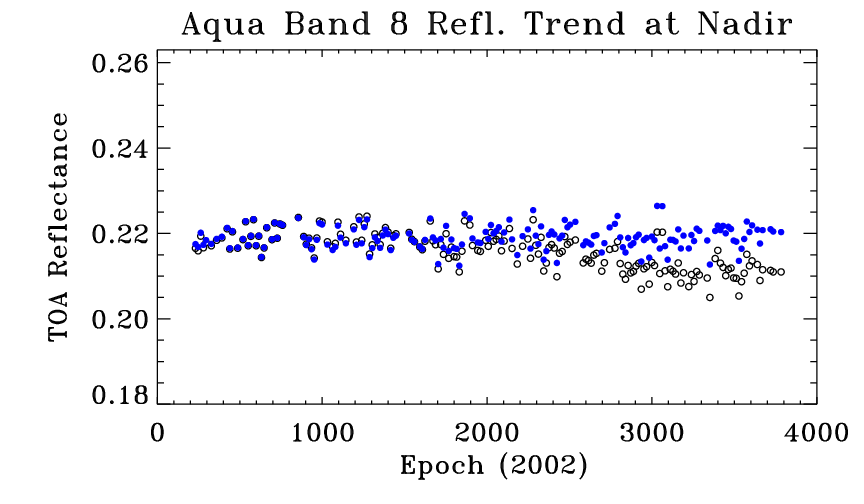 Aqua Band 8 Refl. Trend at Nadir
0.26
0.24
0.22
0.20
0.18
TOA Reflectance
0 1000 2000 3000 4000
Epoch (2002)